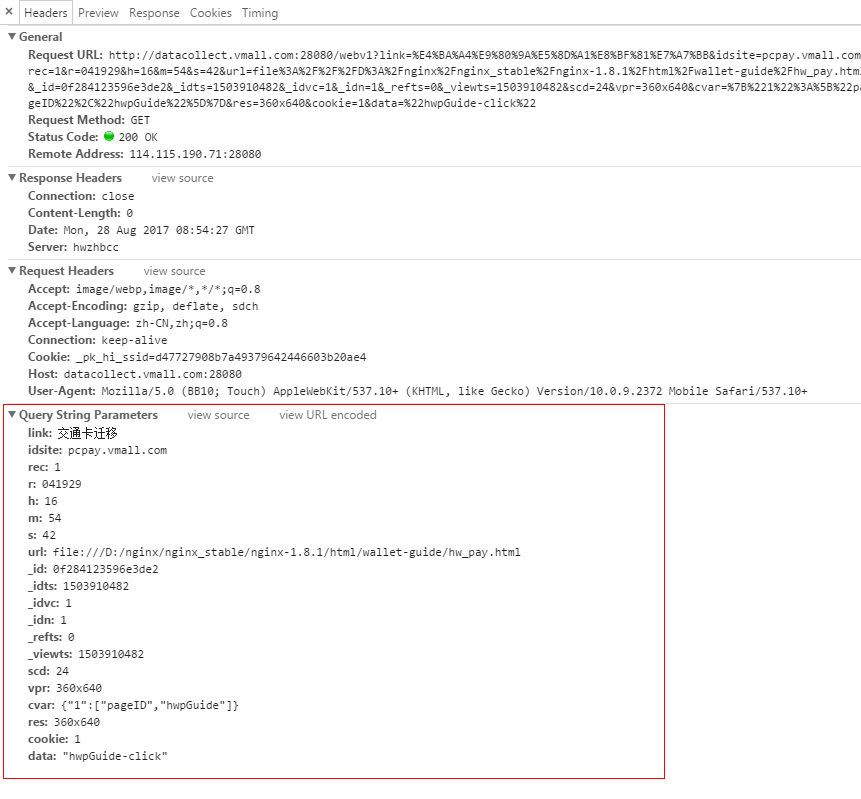 × Headers Preview Response Cookies Timing
▼General
Request URL: http://datacollect.vmall.com:28080/webv1?link=%E4%BA%A4%E9%80%9A%E5%8D%A1%E8%BF%81%E7%A7%BB&idsite=pcpay.vmall.com
rec=1&r=041929&h=16&m=54&s=42&url=file%3A%2F%2F%2FD%3A%2Fnginx%2Fnginx_stable%2Fnginx-1.8.1%2Fhtml%2Fwallet-guide%2Fhw_pay.html
&_id=0f284123596e3de2&_idts=1503910482&_idvc=1&_idn=1&_refts=0&_viewts=1503910482&scd=24&vpr=360x640&cvar=%7B%221%22%3A%5B%22pa
geID%22%2C%22hwpGuide%22%5D%7D&res=360x640&cookie=1&data=%22hwpGuide-click%22
Request Method: GET
Status Code: 200 OK
Remote Address: 114.115.190.71:28080
▼Response Headers view source
Connection: close
Content-Length: 0
Date: Mon, 28 Aug 2017 08:54:27 GMT
Server: hwzhbcc
▼Request Headers view source
Accept: image/webp,image/*,*/*;q=0.8
Accept-Encoding: gzip, deflate, sdch
Accept-Language: zh-CN,zh;q=0.8
Connection: keep-alive
Cookie: _pk_hi_ssid=d47727908b7a49379642446603b20ae4
Host: datacollect.vmall.com:28080
User-Agent: Mozilla/5.0 (BB10; Touch) AppleWebKit/537.10+ (KHTML, like Gecko) Version/10.0.9.2372 Mobile Safari/537.10+
▼Query String Parameters view source view URL encoded
link: 交通卡迁移
idsite: pcpay.vmall.com
rec: 1
r: 041929
h: 16
m: 54
s: 42
url: file:///D:/nginx/nginx_stable/nginx-1.8.1/html/wallet-guide/hw_pay.html
_id: 0f284123596e3de2
_idts: 1503910482
_idvc: 1
_idn: 1
_refts: 0
_viewts: 1503910482
scd: 24
vpr: 360x640
cvar: {"1":["pageID","hwpGuide"]}
res: 360x640
cookie: 1
data: "hwpGuide-click"